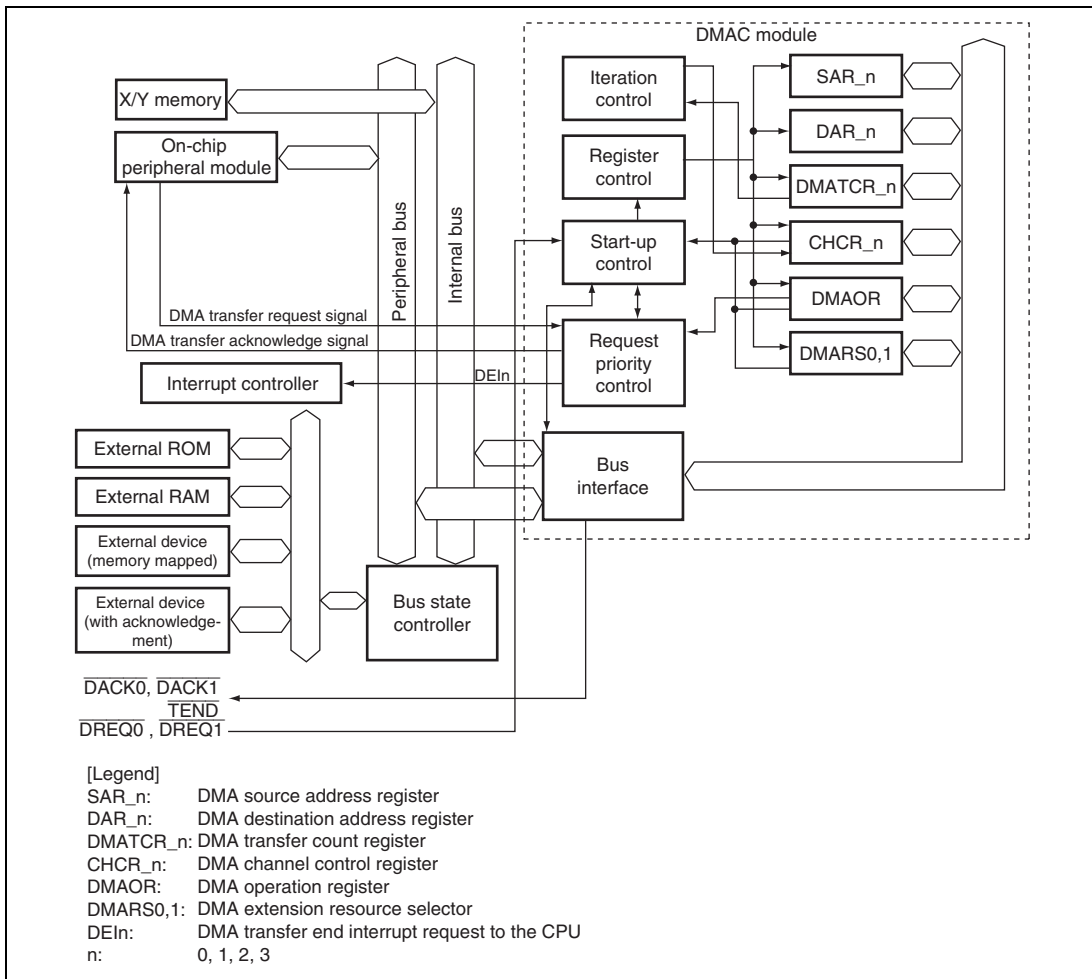 DMAC module
X/Y memory
On-chip
peripheral module
Peripheral bus
Internal bus
Iteration
control
Register
control
Start-up
control
Request
priority
control
SAR_n
DAR_n
DMATCR_n
CHCR_n
DMAOR
DMARS0,1
DMA transfer request signal
DMA transfer acknowledge signal
Interrupt controller
DEIn
External ROM
External RAM
External device
(memory mapped)
External device
(with acknowledge-
ment)
Bus
interface
Bus state
controller
DACK0, DACK1
TEND
DREQ0 , DREQ1
[Legend]
SAR_n: DMA source address register
DAR_n: DMA destination address register
DMATCR_n: DMA transfer count register
CHCR_n: DMA channel control register
DMAOR: DMA operation register
DMARS0,1: DMA extension resource selector
DEIn: DMA transfer end interrupt request to the CPU
n: 0, 1, 2, 3